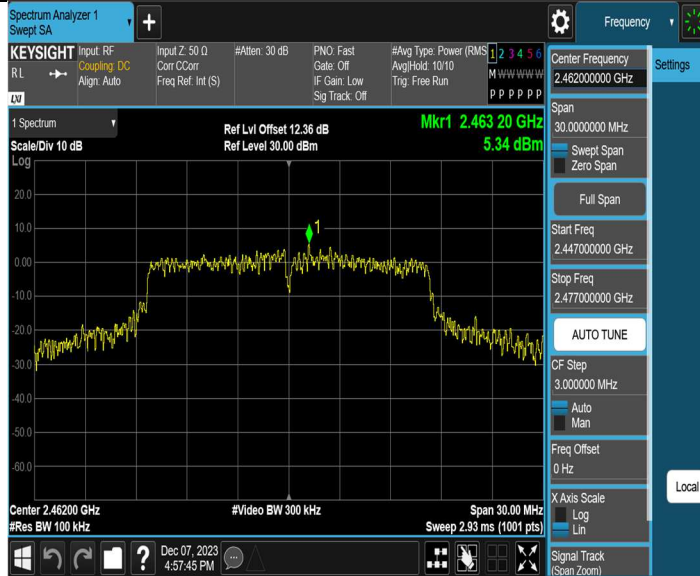 Spectrum Analyzer 1
Swept SA
+
Frequency
KEYSIGHT
RL
LXI
Input: RF
Coupling: DC
Align: Auto
Input Z: 50 Ω
Corr CCorr
Freq Ref: Int (S)
#Atten: 30 dB
PNO: Fast
Gate: Off
IF Gain: Low
Sig Track: Off
#Avg Type: Power (RMS
Avg|Hold: 10/10
Trig: Free Run
1 2 3 4 5 6
M W W W W W
P P P P P P
1 Spectrum
Scale/Div 10 dB
Ref Lvl Offset 12.36 dB
Ref Level 30.00 dBm
Mkr1 2.463 20 GHz
5.34 dBm
Log
20.0
10.0
0.00
-10.0
-20.0
-30.0
-40.0
-50.0
-60.0
1
Center 2.46200 GHz
#Res BW 100 kHz
#Video BW 300 kHz
Span 30.00 MHz
Sweep 2.93 ms (1001 pts)
?
Dec 07, 2023
4:57:45 PM
Center Frequency
2.462000000 GHz
Span
30.0000000 MHz
Swept Span
Zero Span
Full Span
Start Freq
2.447000000 GHz
Stop Freq
2.477000000 GHz
AUTO TUNE
CF Step
3.000000 MHz
Auto
Man
Freq Offset
0 Hz
X Axis Scale
Log
Lin
Signal Track
(Span Zoom)
Settings
Local